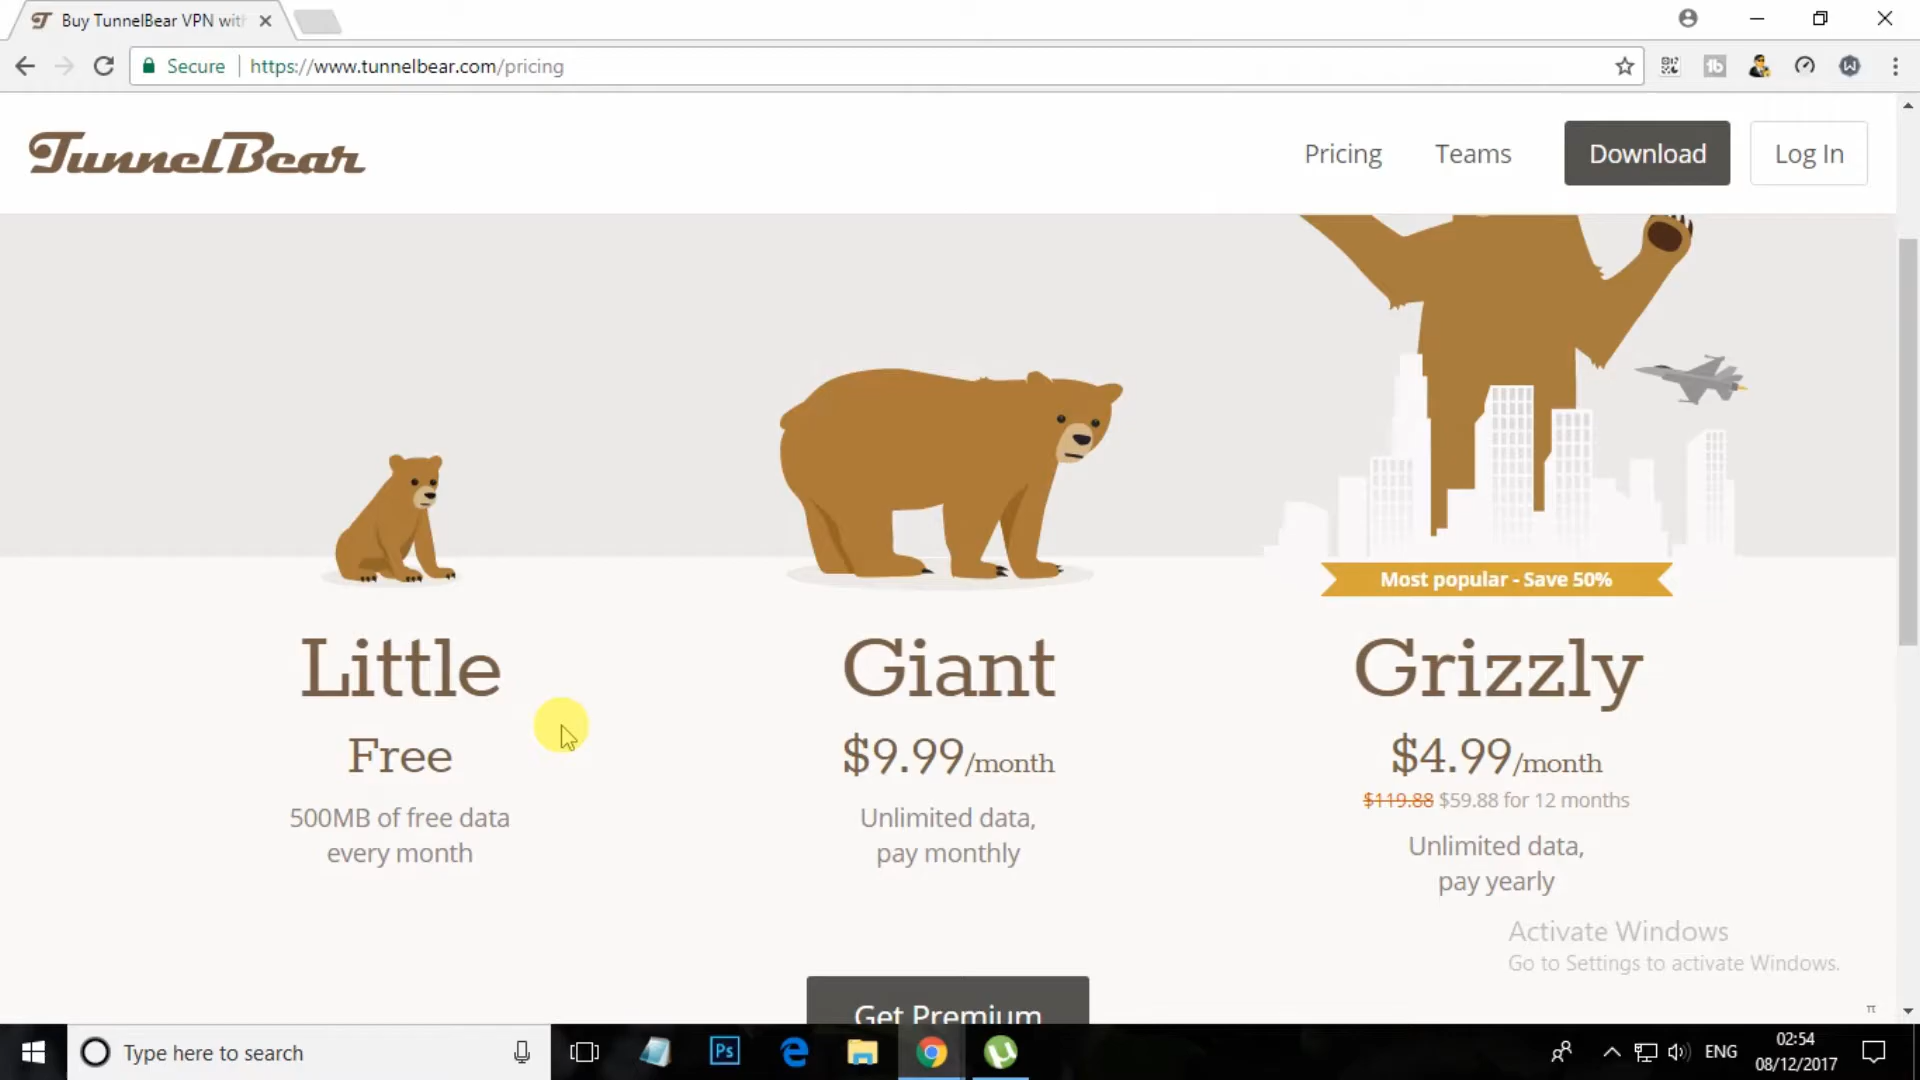 Buy TunnelBear VPN with
Secure
https://www.tunnelbear.com/pricing
TunnelBear
Pricing
Teams
Download
Log In
Most popular - Save 50%
Little
Free
500MB of free data
every month
Giant
$9.99/month
Unlimited data,
pay monthly
Grizzly
$4.99/month
$119.88 $59.88 for 12 months
Unlimited data,
pay yearly
Get Premium
Activate Windows
Go to Settings to activate Windows.
π
Type here to search
Ps
ENG
02:54
08/12/2017